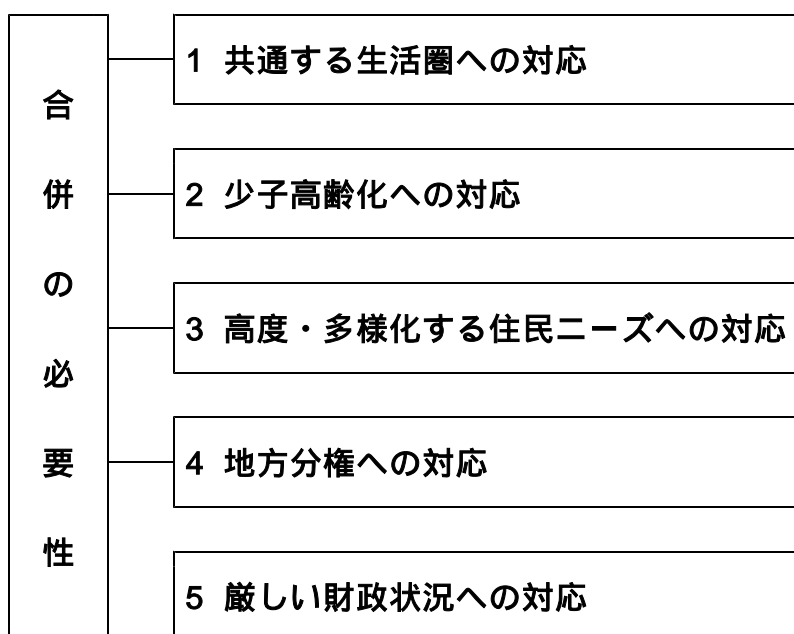 合併の必要性
1 共通する生活圏への対応
2 少子高齢化への対応
3 高度・多様化する住民ニーズへの対応
4 地方分権への対応
5 厳しい財政状況への対応